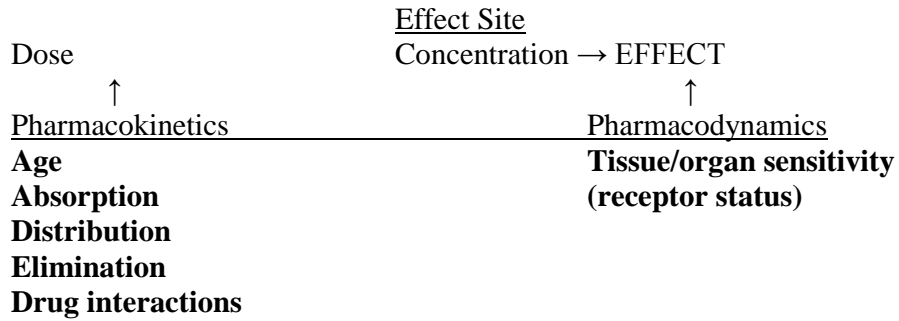 Effect Site
Dose Concentration → EFFECT
↑ ↑
Pharmacokinetics Pharmacodynamics
Age Tissue/organ sensitivity
Absorption (receptor status)
Distribution
Elimination
Drug interactions